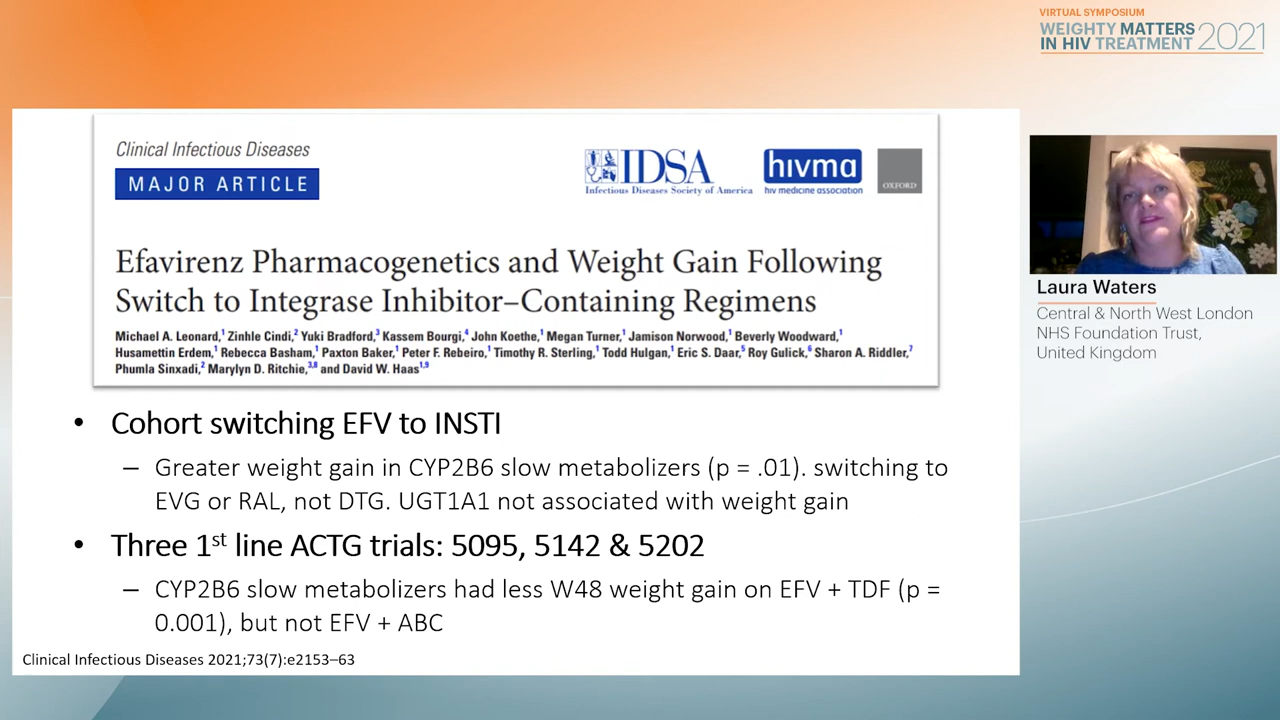 VIRTUAL SYMPOSIUM
WEIGHTY MATTERS
IN HIV TREATMENT 2021
Clinical Infectious Diseases
MAJOR ARTICLE
IDSA
Infectious Diseases Society of America
hivma
hiv medicine association
OXFORD
Efavirenz Pharmacogenetics and Weight Gain Following
Switch to Integrase Inhibitor–Containing Regimens
Michael A. Leonard,1 Zinhle Cindi,2 Yuki Bradford,3 Kassem Bourgi,4 John Koethe,1 Megan Turner,1 Jamison Norwood,1 Beverly Woodward,1
Husamettin Erdem,1 Rebecca Basham,1 Paxton Baker,1 Peter F. Rebeiro,1 Timothy R. Sterling,1 Todd Hulgan,1 Eric S. Daar,5 Roy Gulick,6 Sharon A. Riddler,7
Phumla Sinxadi,2 Marylyn D. Ritchie,3,8 and David W. Haas1,9
• Cohort switching EFV to INSTI
– Greater weight gain in CYP2B6 slow metabolizers (p = .01). switching to
EVG or RAL, not DTG. UGT1A1 not associated with weight gain
• Three 1st line ACTG trials: 5095, 5142 & 5202
– CYP2B6 slow metabolizers had less W48 weight gain on EFV + TDF (p =
0.001), but not EFV + ABC
Clinical Infectious Diseases 2021;73(7):e2153–63
Laura Waters
Central & North West London
NHS Foundation Trust,
United Kingdom